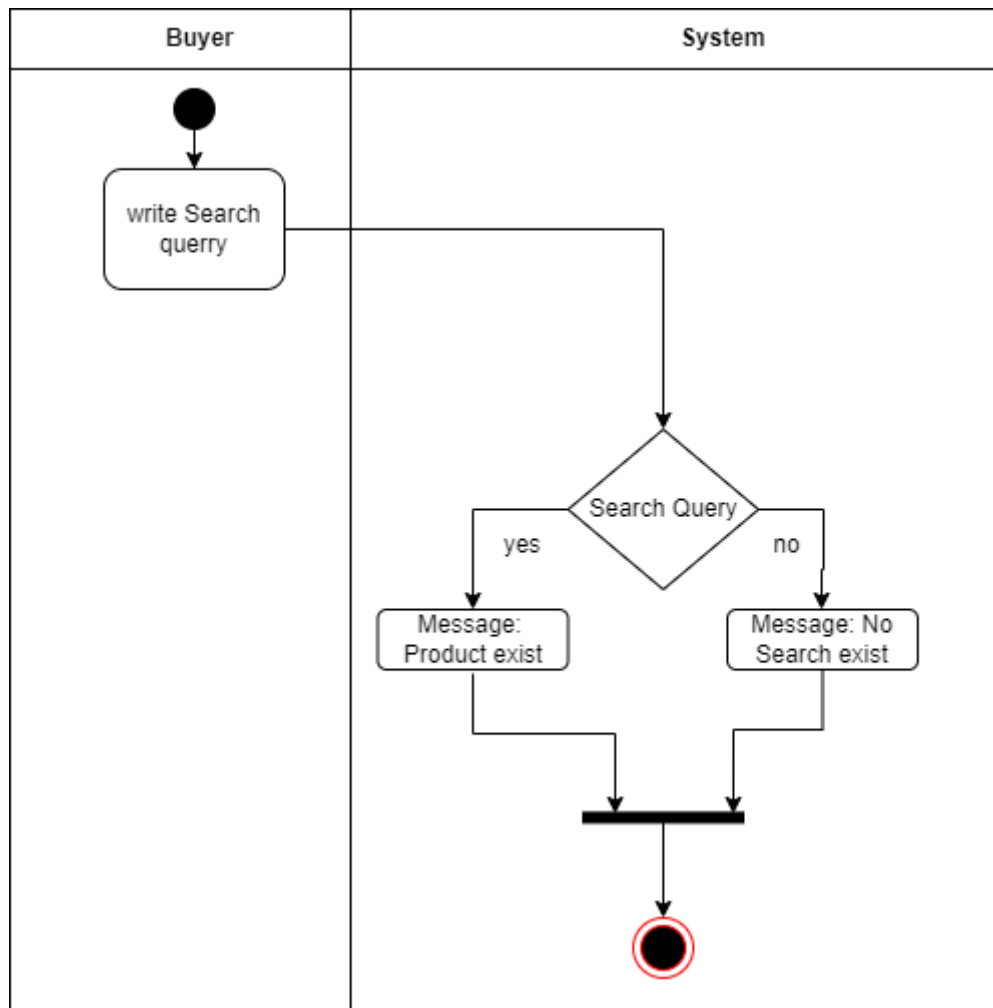 Buyer
System
write Search
querry
Search Query
yes
no
Message:
Product exist
Message: No
Search exist